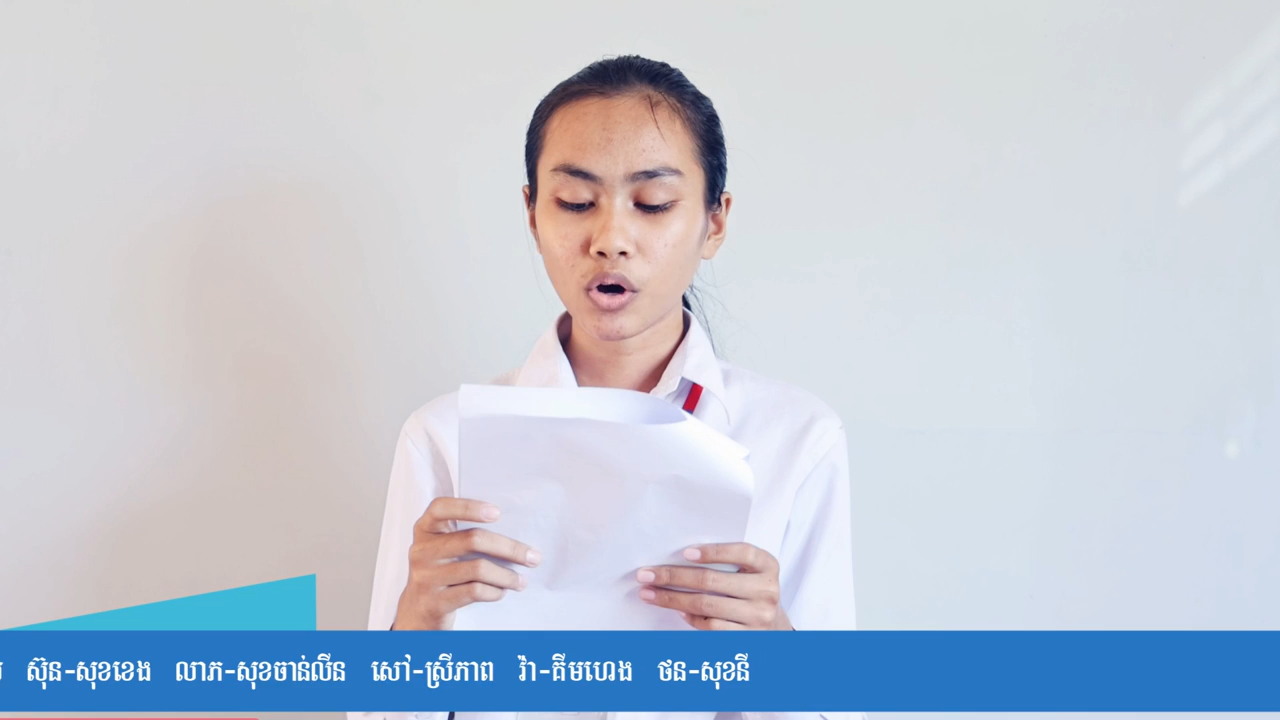 ស៊ុន-សុខខេង លាភ-សុខចាន់លីន សៅ-ស្រីភាព វ៉ា-គីមហេង ថន-សុខនី